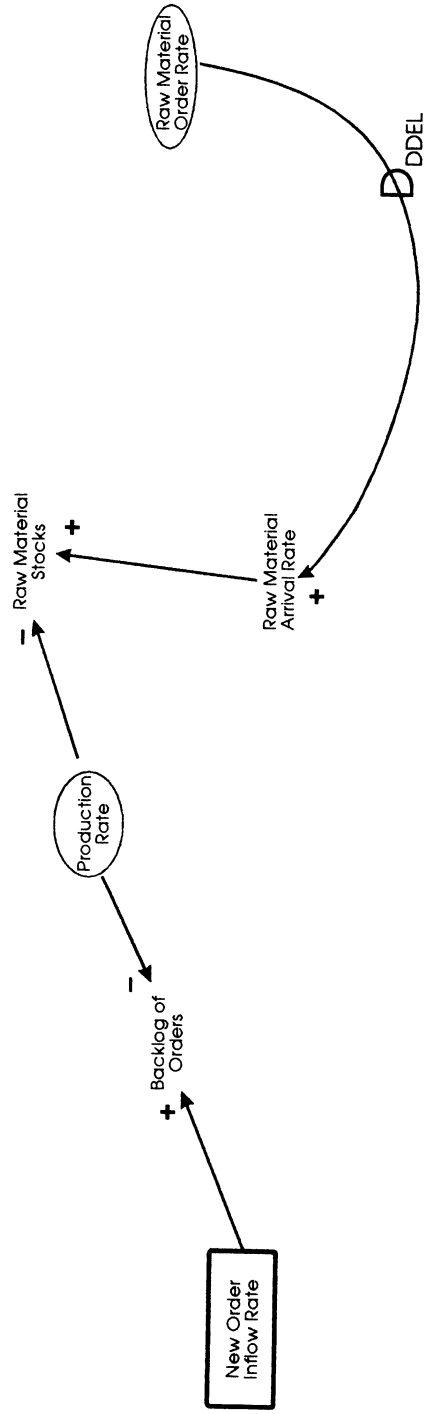 New Order
Inflow Rate
+
Backlog of
Orders
−
Production
Rate
−
Raw Material
Stocks
+
Raw Material
Arrival Rate
+
D
DDEL
Raw Material
Order Rate